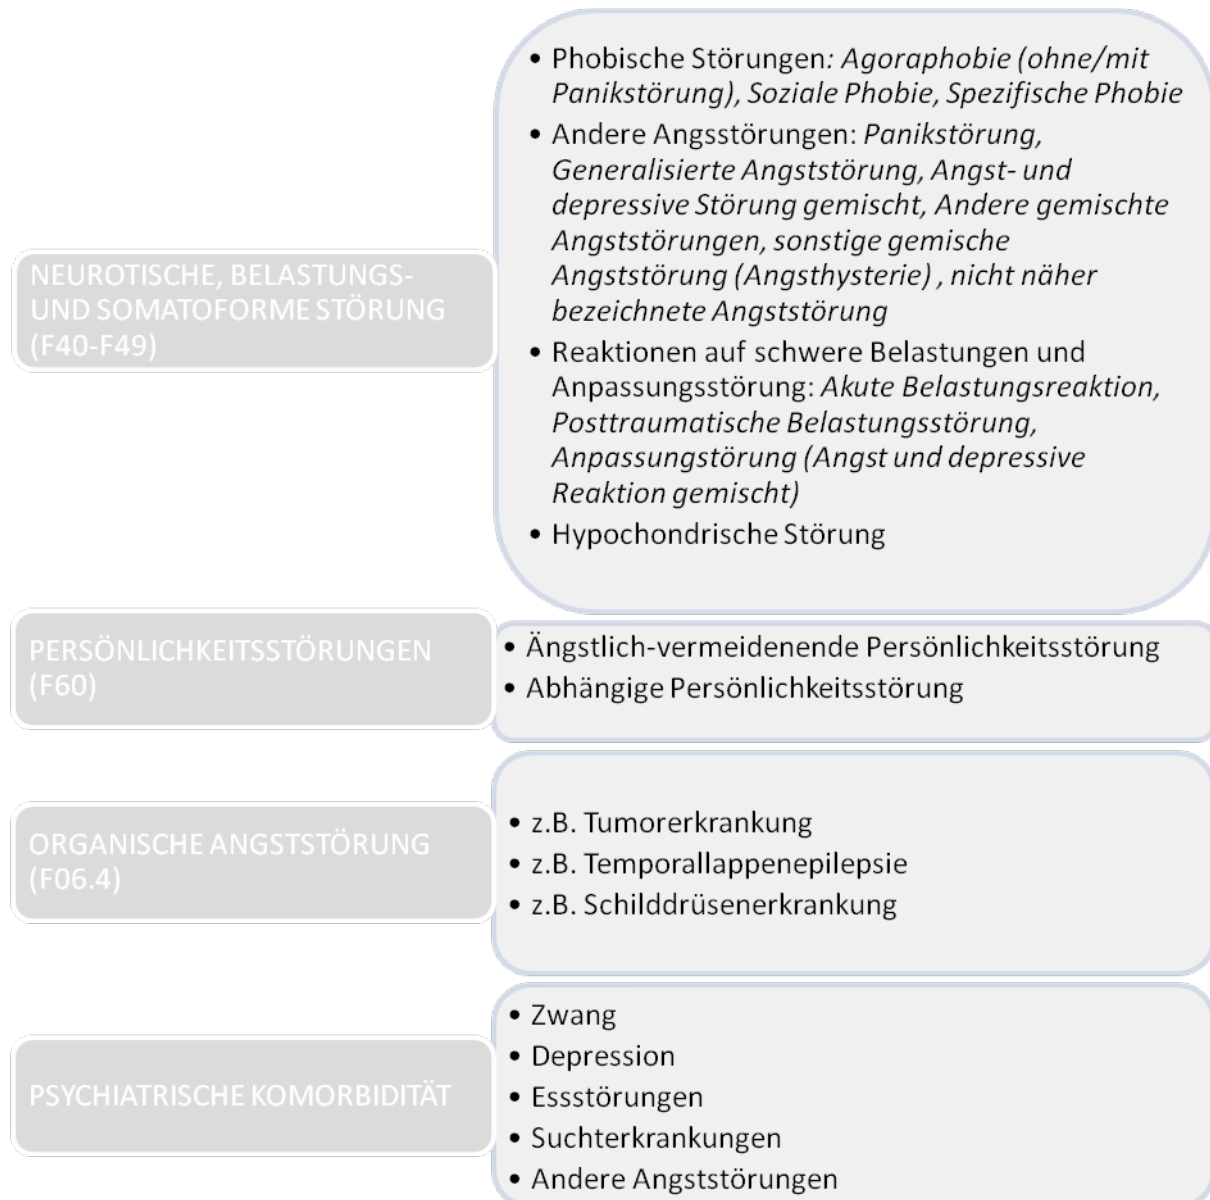 NEUROTISCHE, BELASTUNGS-
UND SOMATOFORME STÖRUNG
(F40-F49)
• Phobische Störungen: Agoraphobie (ohne/mit
Panikstörung), Soziale Phobie, Spezifische Phobie
• Andere Angsstörungen: Panikstörung,
Generalisierte Angststörung, Angst- und
depressive Störung gemischt, Andere gemischte
Angststörungen, sonstige gemische
Angststörung (Angsthysterie) , nicht näher
bezeichnete Angststörung
• Reaktionen auf schwere Belastungen und
Anpassungsstörung: Akute Belastungsreaktion,
Posttraumatische Belastungsstörung,
Anpassungstörung (Angst und depressive
Reaktion gemischt)
• Hypochondrische Störung
PERSÖNLICHKEITSSTÖRUNGEN
(F60)
• Ängstlich-vermeidenende Persönlichkeitsstörung
• Abhängige Persönlichkeitsstörung
ORGANISCHE ANGSTSTÖRUNG
(F06.4)
• z.B. Tumorerkrankung
• z.B. Temporallappenepilepsie
• z.B. Schilddrüsenerkrankung
PSYCHIATRISCHE KOMORBIDITÄT
• Zwang
• Depression
• Essstörungen
• Suchterkrankungen
• Andere Angststörungen